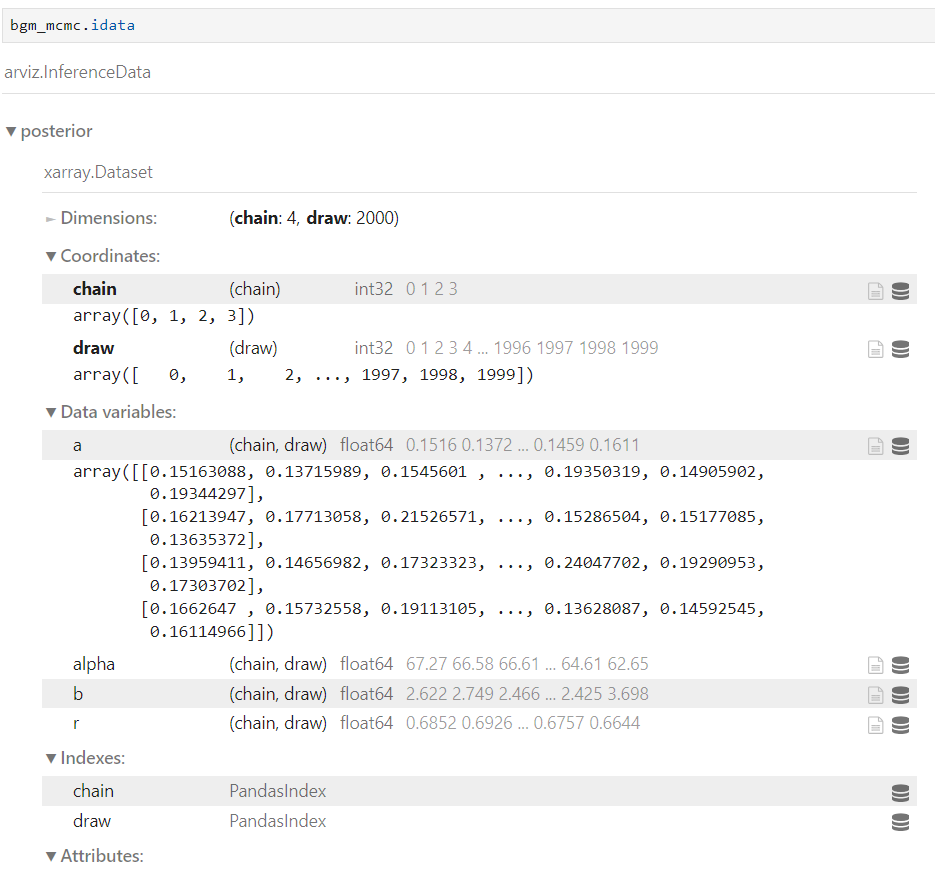 bgm_mcmc.idata
arviz.InferenceData
▼ posterior
xarray.Dataset
► Dimensions: (chain: 4, draw: 2000)
▼ Coordinates:
chain (chain) int32 0 1 2 3
array([0, 1, 2, 3])
draw (draw) int32 0 1 2 3 4 ... 1996 1997 1998 1999
array([   0,    1,    2, ..., 1997, 1998, 1999])
▼ Data variables:
a (chain, draw) float64 0.1516 0.1372 ... 0.1459 0.1611
array([[0.15163088, 0.13715989, 0.1545601 , ..., 0.19350319, 0.14905902,
0.19344297],
[0.16213947, 0.17713058, 0.21526571, ..., 0.15286504, 0.15177085,
0.13635372],
[0.13959411, 0.14656982, 0.17323323, ..., 0.24047702, 0.19290953,
0.17303702],
[0.1662647 , 0.15732558, 0.19113105, ..., 0.13628087, 0.14592545,
0.16114966]])
alpha (chain, draw) float64 67.27 66.58 66.61 ... 64.61 62.65
b (chain, draw) float64 2.622 2.749 2.466 ... 2.425 3.698
r (chain, draw) float64 0.6852 0.6926 ... 0.6757 0.6644
▼ Indexes:
chain PandasIndex
draw PandasIndex
▼ Attributes: